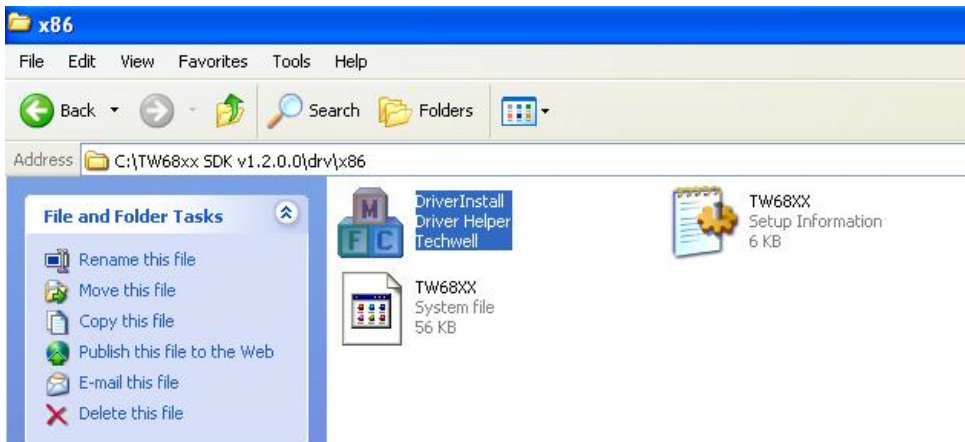 x86
File Edit View Favorites Tools Help
Back Search Folders
Address C:\TW68xx SDK v1.2.0.0\drv\x86
File and Folder Tasks
Rename this file
Move this file
Copy this file
Publish this file to the Web
E-mail this file
Delete this file
MFC
DriverInstall
Driver Helper
Techwell
TW68XX
Setup Information
6 KB
TW68XX
System file
56 KB